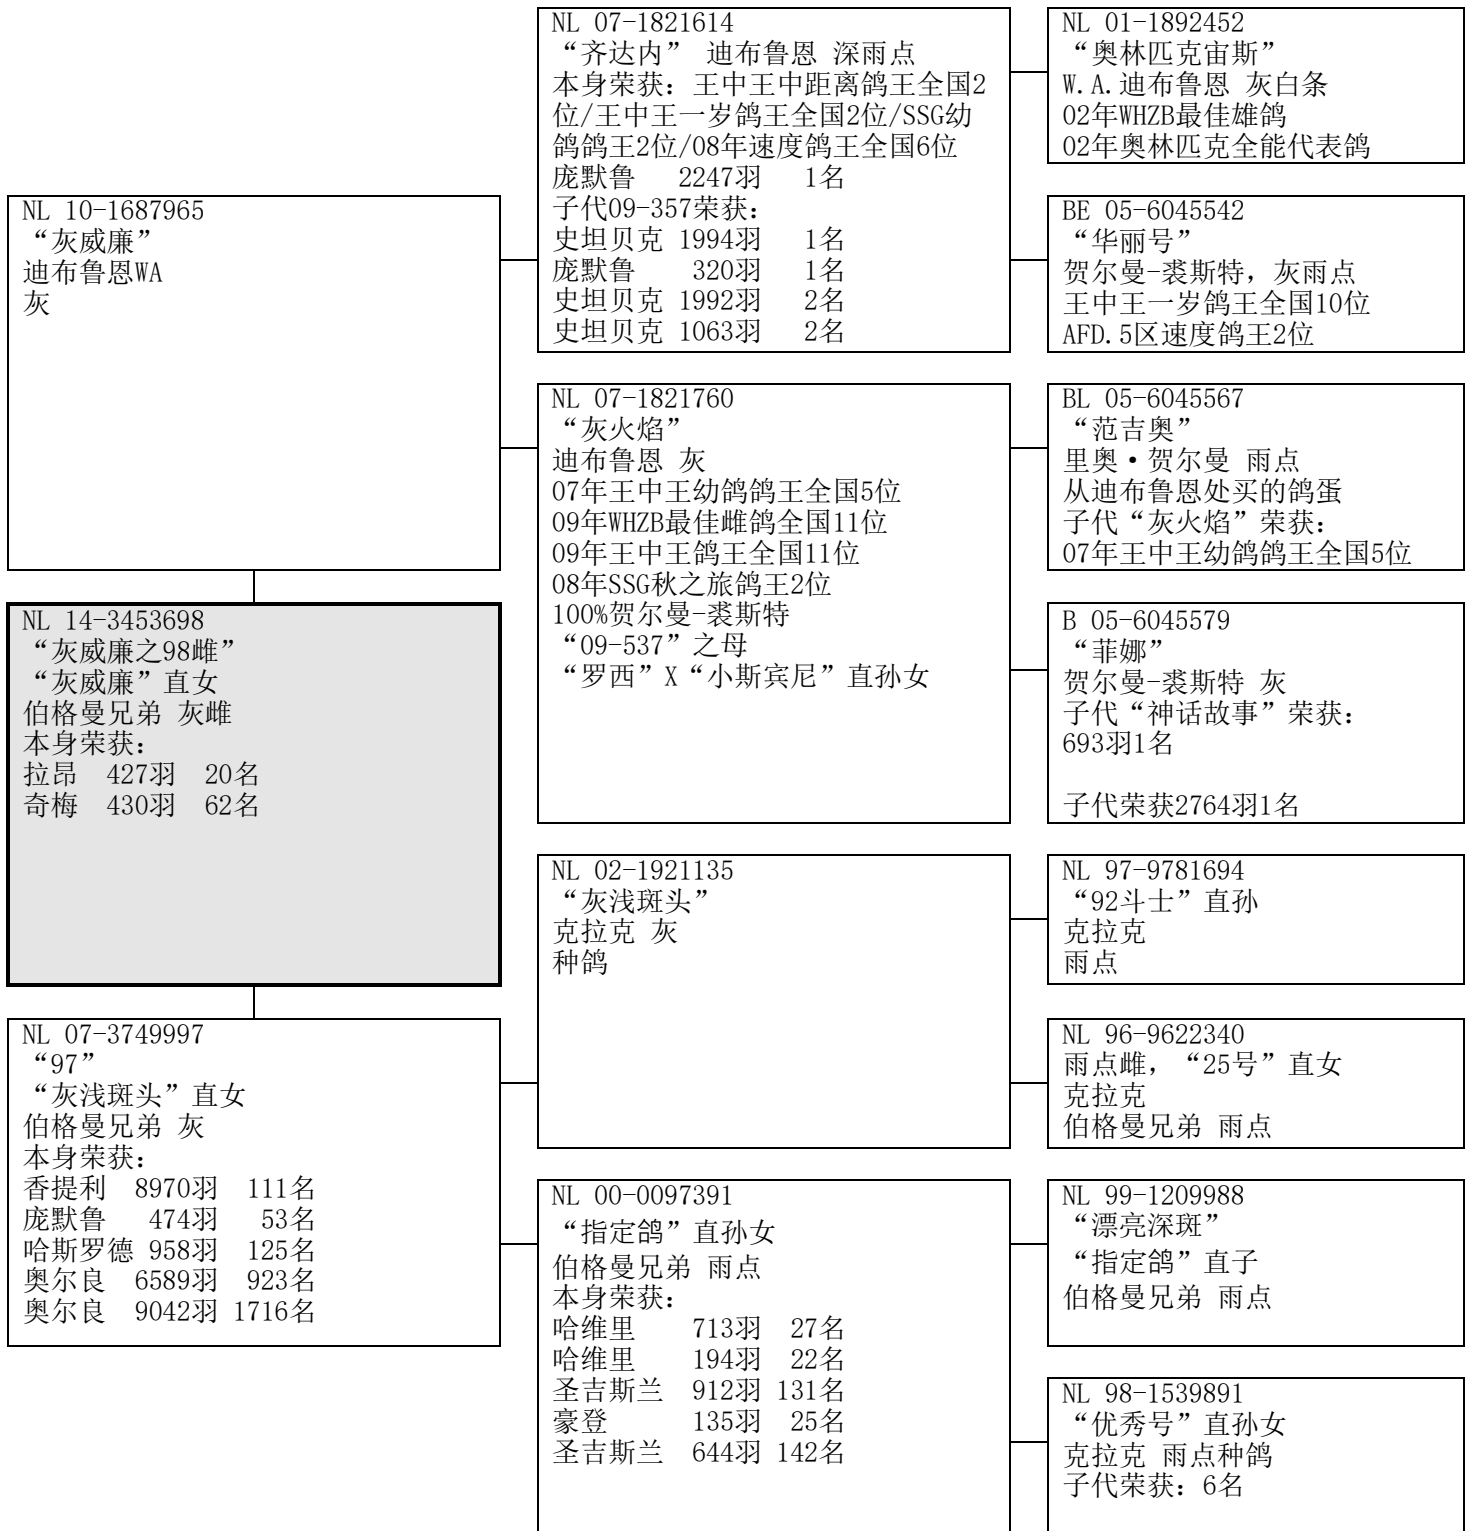 NL 10-1687965
“灰威廉”
迪布鲁恩WA
灰
NL 14-3453698
“灰威廉之98雌”
“灰威廉”直女
伯格曼兄弟 灰雌
本身荣获：
拉昂 427羽 20名
奇梅 430羽 62名
NL 07-3749997
“97”
“灰浅斑头”直女
伯格曼兄弟 灰
本身荣获：
香提利 8970羽 111名
庞默鲁 474羽 53名
哈斯罗德 958羽 125名
奥尔良 6589羽 923名
奥尔良 9042羽 1716名
NL 07-1821614
“齐达内” 迪布鲁恩 深雨点
本身荣获：王中王中距离鸽王全国2
位/王中王一岁鸽王全国2位/SSG幼
鸽鸽王2位/08年速度鸽王全国6位
庞默鲁 2247羽 1名
子代09-357荣获：
史坦贝克 1994羽 1名
庞默鲁 320羽 1名
史坦贝克 1992羽 2名
史坦贝克 1063羽 2名
NL 07-1821760
“灰火焰”
迪布鲁恩 灰
07年王中王幼鸽鸽王全国5位
09年WHZB最佳雌鸽全国11位
09年王中王鸽王全国11位
08年SSG秋之旅鸽王2位
100%贺尔曼-裘斯特
“09-537”之母
“罗西”X“小斯宾尼”直孙女
NL 02-1921135
“灰浅斑头”
克拉克 灰
种鸽
NL 00-0097391
“指定鸽”直孙女
伯格曼兄弟 雨点
本身荣获：
哈维里 713羽 27名
哈维里 194羽 22名
圣吉斯兰 912羽 131名
豪登 135羽 25名
圣吉斯兰 644羽 142名
NL 01-1892452
“奥林匹克宙斯”
W.A.迪布鲁恩 灰白条
02年WHZB最佳雄鸽
02年奥林匹克全能代表鸽
BE 05-6045542
“华丽号”
贺尔曼-裘斯特，灰雨点
王中王一岁鸽王全国10位
AFD.5区速度鸽王2位
BL 05-6045567
“范吉奥”
里奥·贺尔曼 雨点
从迪布鲁恩处买的鸽蛋
子代“灰火焰”荣获：
07年王中王幼鸽鸽王全国5位
B 05-6045579
“菲娜”
贺尔曼-裘斯特 灰
子代“神话故事”荣获：
693羽1名
子代荣获2764羽1名
NL 97-9781694
“92斗士”直孙
克拉克
雨点
NL 96-9622340
雨点雌，“25号”直女
克拉克
伯格曼兄弟 雨点
NL 99-1209988
“漂亮深斑”
“指定鸽”直子
伯格曼兄弟 雨点
NL 98-1539891
“优秀号”直孙女
克拉克 雨点种鸽
子代荣获：6名